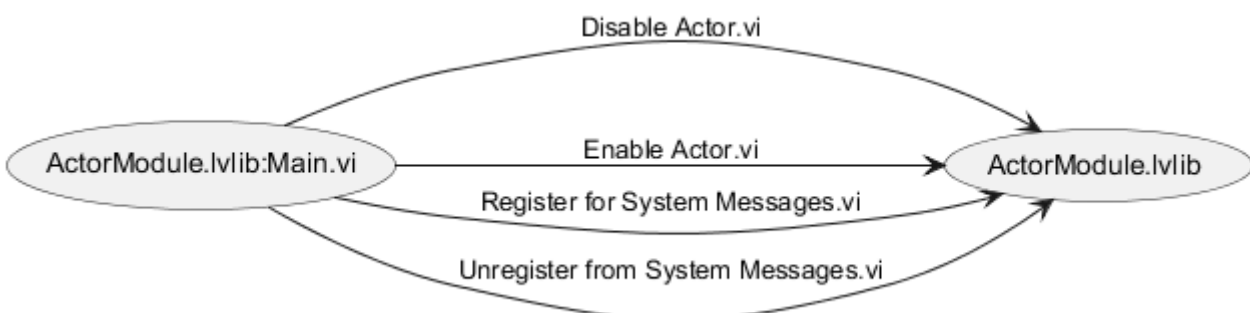 Disable Actor.vi
ActorModule.lvlib:Main.vi
Enable Actor.vi
ActorModule.lvlib
Register for System Messages.vi
Unregister from System Messages.vi